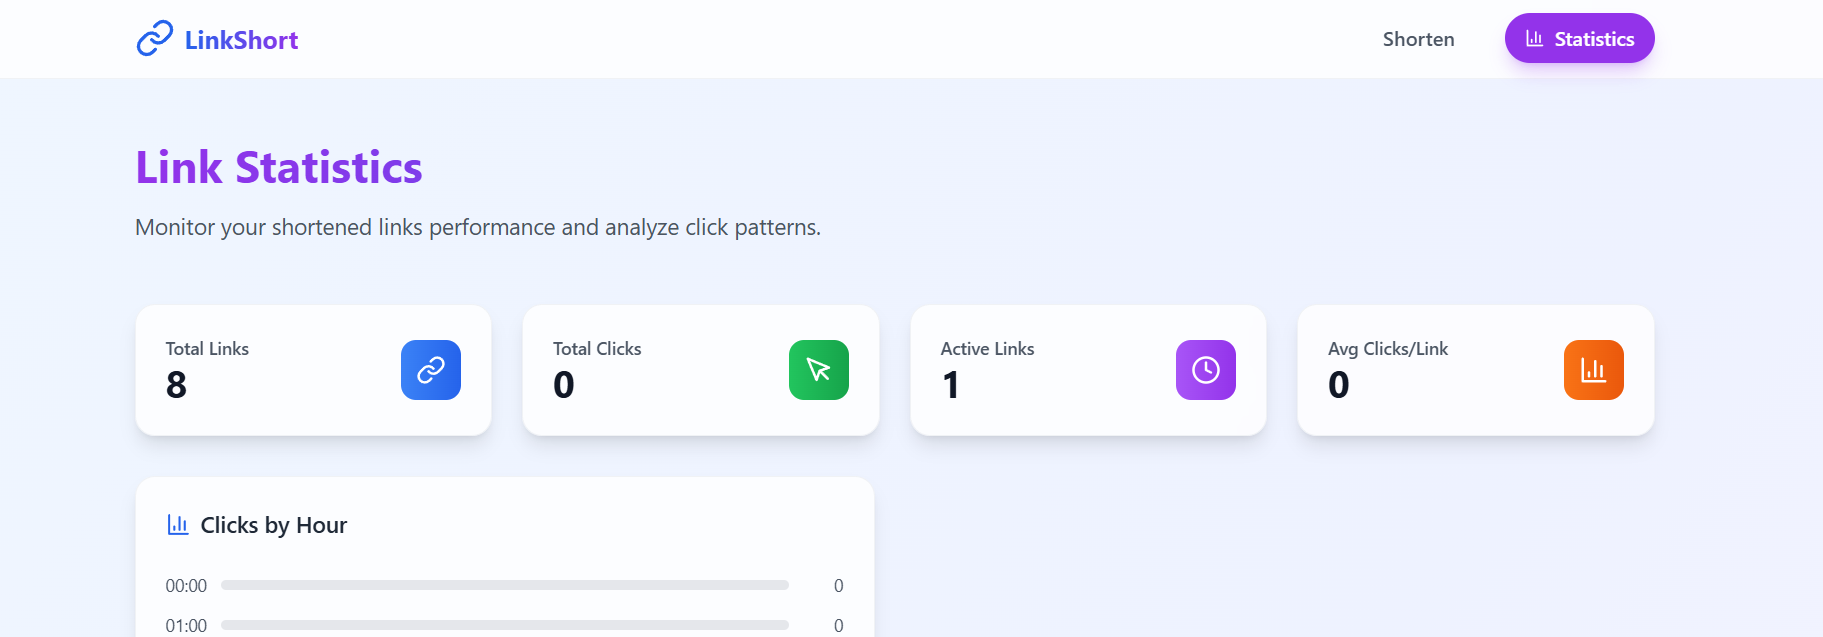 LinkShort
Shorten
Statistics
Link Statistics
Monitor your shortened links performance and analyze click patterns.
Total Links
8
Total Clicks
0
Active Links
1
Avg Clicks/Link
0
Clicks by Hour
00:00 0
01:00 0